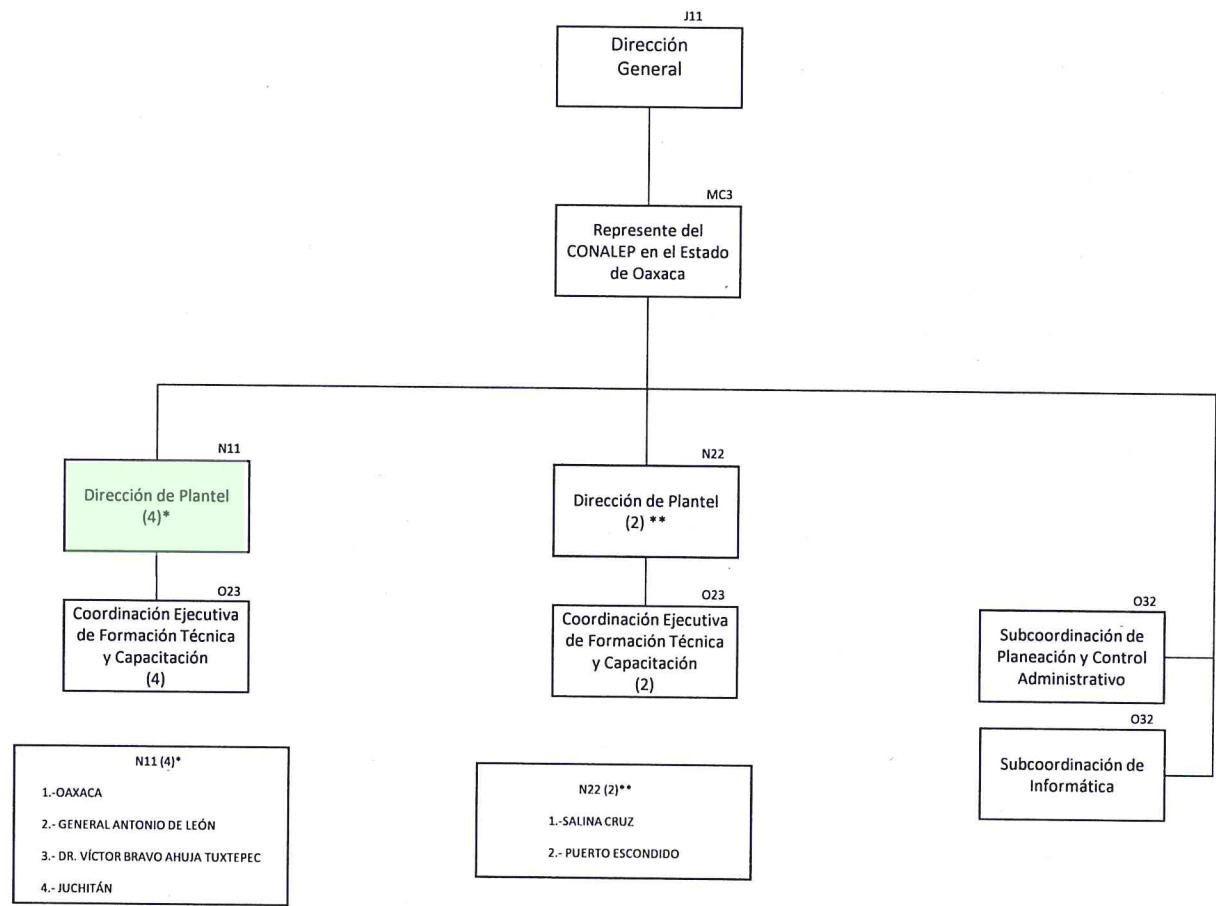 J11
Dirección
General
MC3
Represente del
CONALEP en el Estado
de Oaxaca
N11
Dirección de Plantel
(4)*
N22
Dirección de Plantel
(2) **
O23
Coordinación Ejecutiva
de Formación Técnica
y Capacitación
(4)
O23
Coordinación Ejecutiva
de Formación Técnica
y Capacitación
(2)
O32
Subcoordinación de
Planeación y Control
Administrativo
O32
Subcoordinación de
Informática
N11 (4)*
1.-OAXACA
2.- GENERAL ANTONIO DE LEÓN
3.- DR. VÍCTOR BRAVO AHUJA TUXTEPEC
4.- JUCHITÁN
N22 (2)**
1.-SALINA CRUZ
2.- PUERTO ESCONDIDO